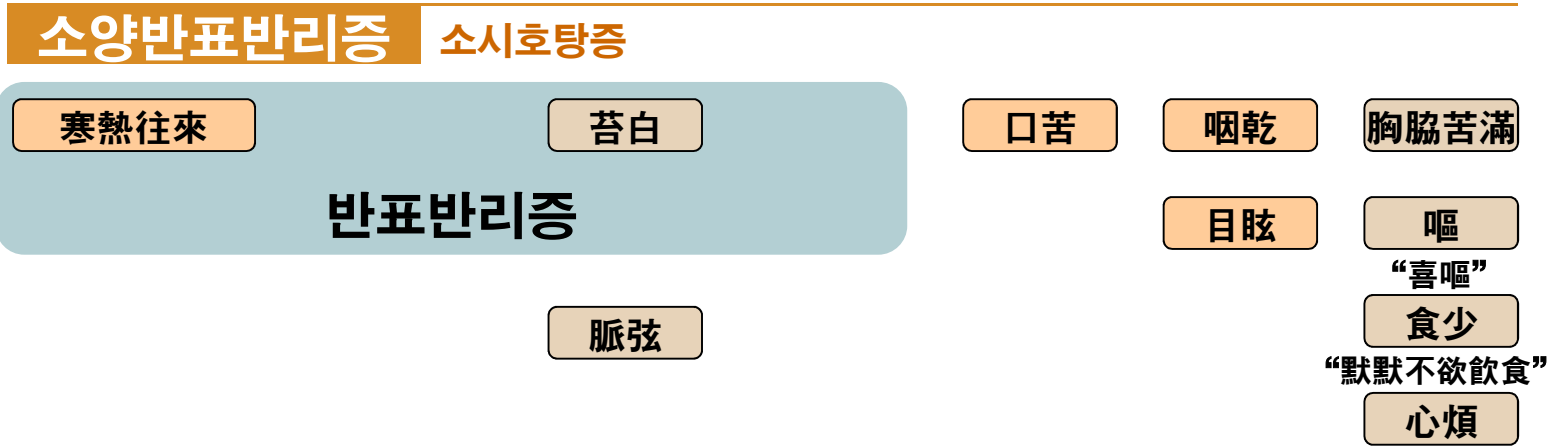 소양반표반리증 소시호탕증
寒熱往來 苔白 口苦 咽乾 胸脇苦滿
반표반리증
目眩 嘔
“喜嘔”
脈弦 食少
“默默不欲飮食”
心煩